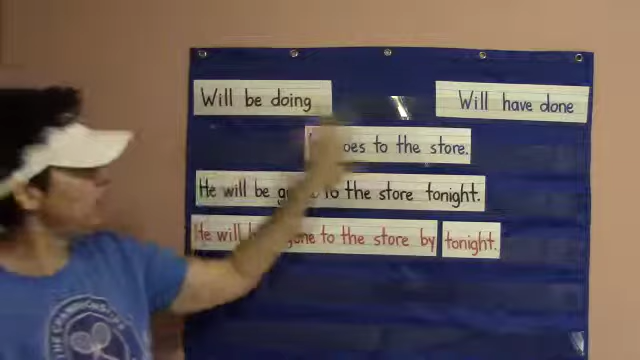 Will be doing
Will have done
to the store.
He will be to the store tonight.
He will gone to the store by tonight.